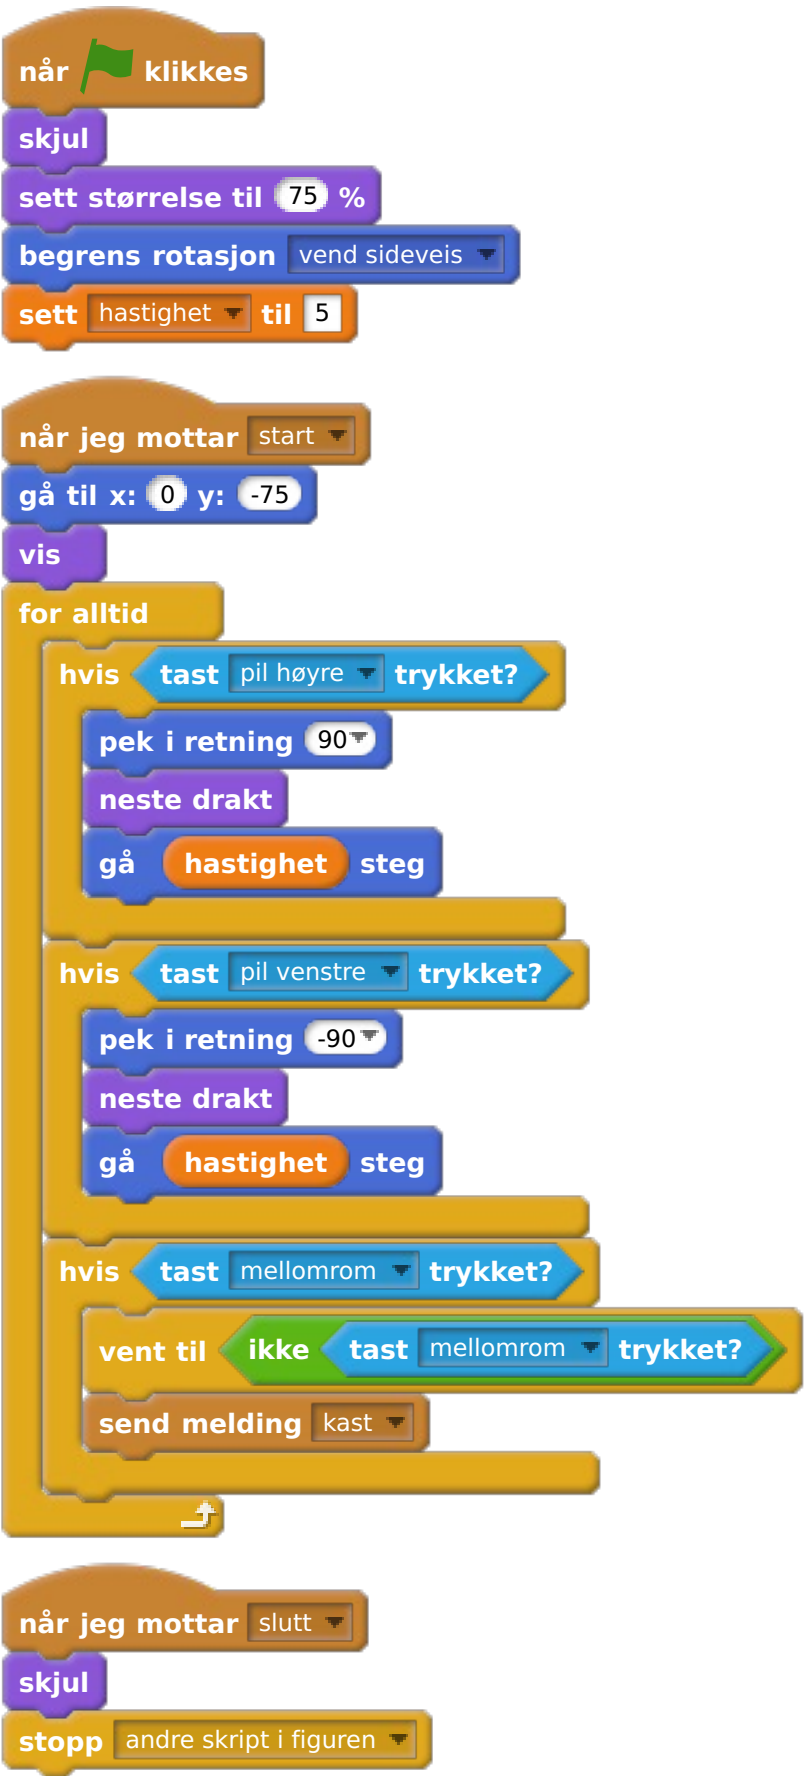 når klikkes
skjul
sett størrelse til 75 %
begrens rotasjon vend sideveis
sett hastighet til 5
når jeg mottar start
gå til x: 0 y: -75
vis
for alltid
hvis tast pil høyre trykket?
pek i retning 90
neste drakt
gå hastighet steg
hvis tast pil venstre trykket?
pek i retning -90
neste drakt
gå hastighet steg
hvis tast mellomrom trykket?
vent til ikke tast mellomrom trykket?
send melding kast
når jeg mottar slutt
skjul
stopp andre skript i figuren